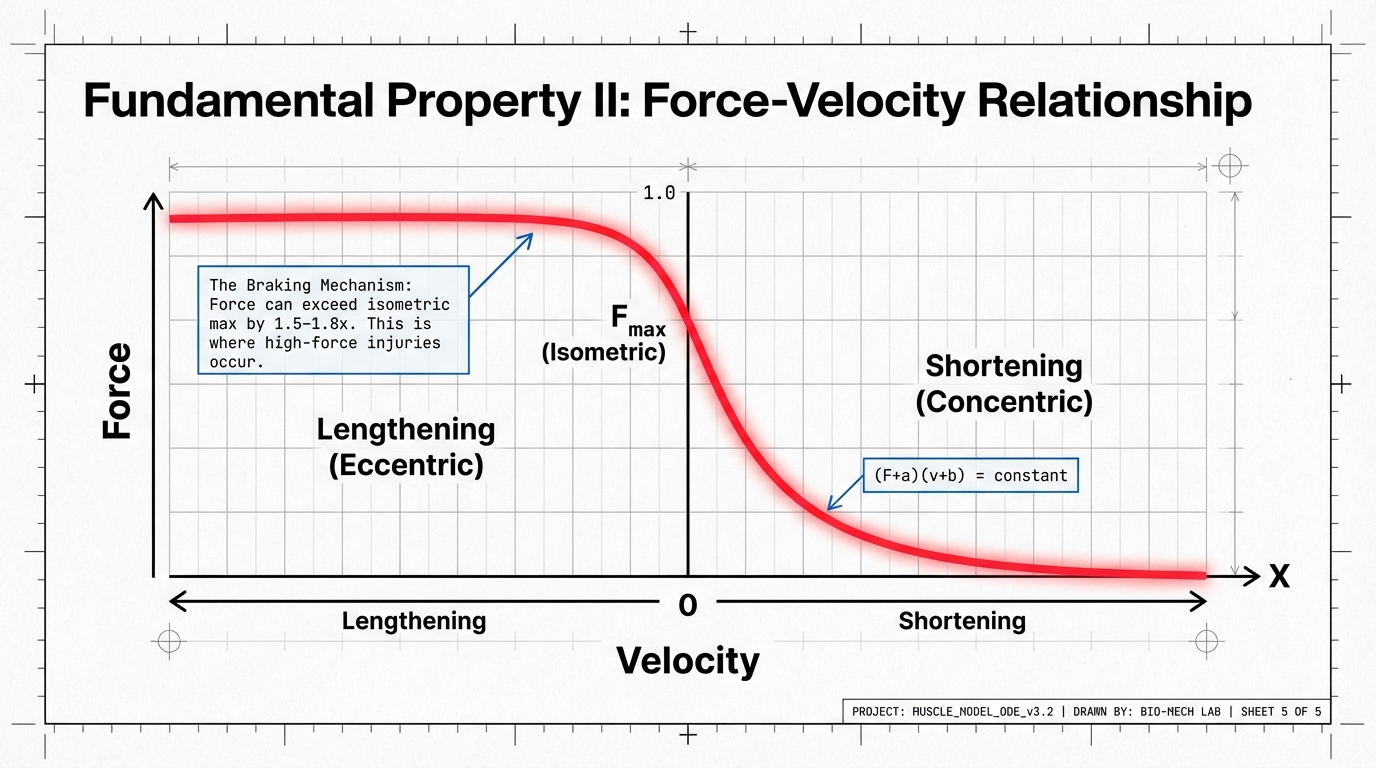 Fundamental Property II: Force-Velocity Relationship
1.0
The Braking Mechanism:
Force can exceed isometric
max by 1.5–1.8x. This is
where high-force injuries
occur.
Fmax
(Isometric)
Force
Shortening
(Concentric)
Lengthening
(Eccentric)
(F+a)(v+b) = constant
X
0
Lengthening
Shortening
Velocity
PROJECT: MUSCLE_MODEL_ODE_v3.2 | DRAWN BY: BIO-MECH LAB | SHEET 5 OF 5